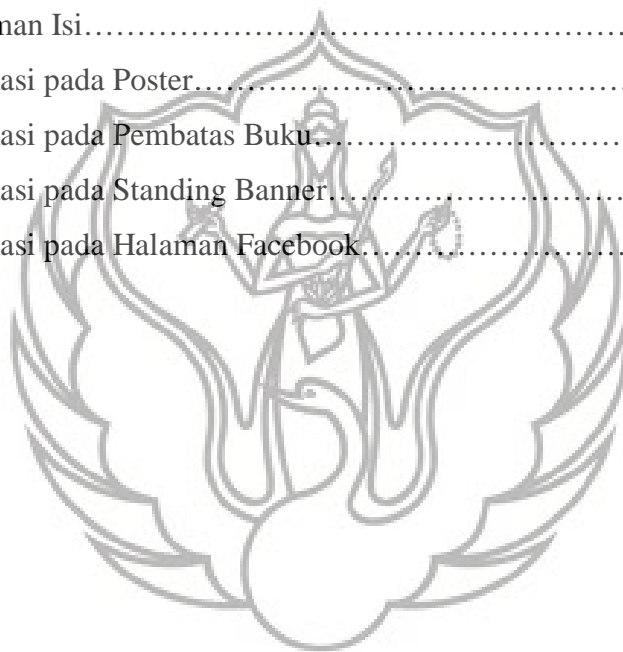 man Isi……………………………………………………
asi pada Poster…………………………………………
asi pada Pembatas Buku…………………………
asi pada Standing Banner………………………
asi pada Halaman Facebook……………………